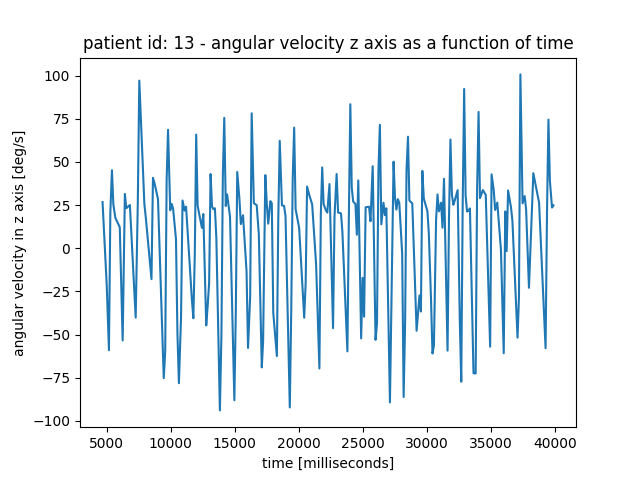 patient id: 13 - angular velocity z axis as a function of time
angular velocity in z axis [deg/s]
100
75
50
25
0
−25
−50
−75
−100
5000 10000 15000 20000 25000 30000 35000 40000
time [milliseconds]